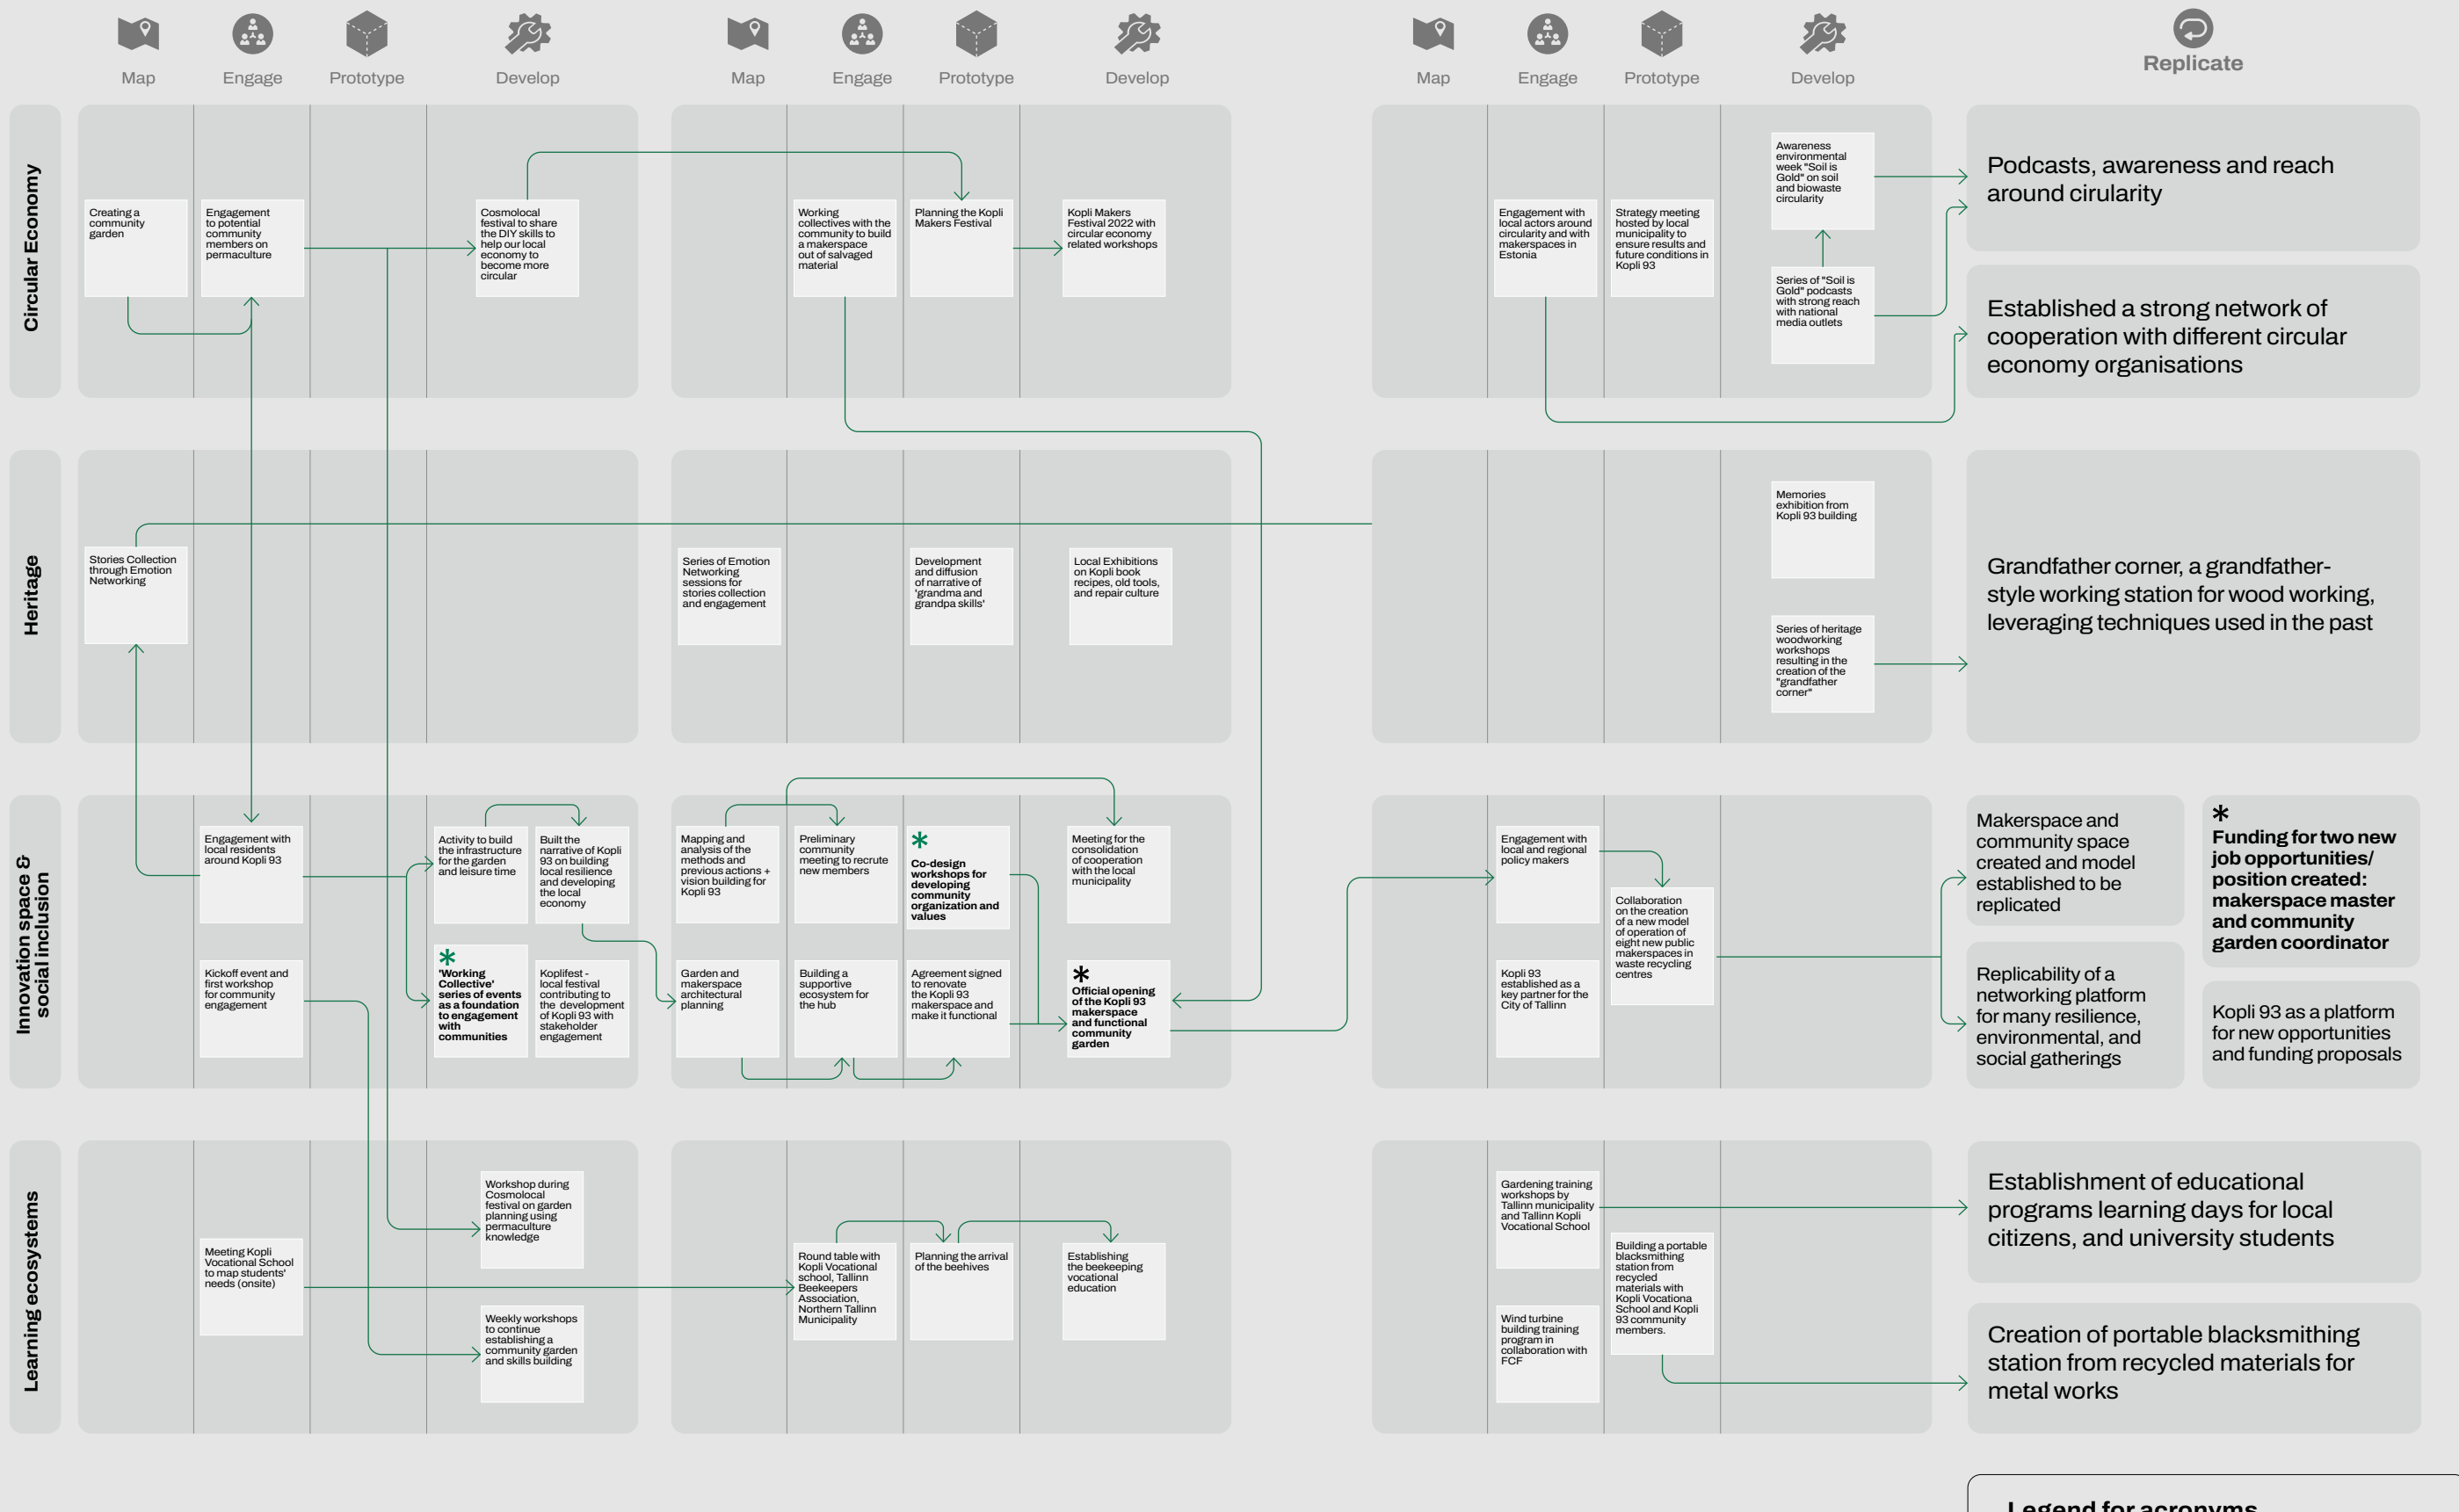 Map
Engage
Prototype
Develop
Map
Engage
Prototype
Develop
Map
Engage
Prototype
Develop
Replicate
Circular Economy
Creating a
community
garden
Engagement
to potential
community
members on
permaculture
Cosmolocal
festival to share
the DIY skills to
help our local
economy to
become more
circular
Working
collectives with the
community to build
a makerspace
out of salvaged
material
Planning the Kopli
Makers Festival
Kopli Makers
Festival 2022 with
circular economy
related workshops
Engagement with
local actors around
circularity and with
makerspaces in
Estonia
Strategy meeting
hosted by local
municipality to
ensure results and
future conditions in
Kopli 93
Awareness
environmental
week "Soil is
Gold" on soil
and biowaste
circularity
Series of "Soil is
Gold" podcasts
with strong reach
with national
media outlets
Podcasts, awareness and reach
around cirularity
Established a strong network of
cooperation with different circular
economy organisations
Heritage
Stories Collection
through Emotion
Networking
Series of Emotion
Networking
sessions for
stories collection
and engagement
Development
and diffusion
of narrative of
'grandma and
grandpa skills'
Local Exhibitions
on Kopli book
recipes, old tools,
and repair culture
Memories
exhibition from
Kopli 93 building
Series of heritage
woodworking
workshops
resulting in the
creation of the
"grandfather
corner"
Grandfather corner, a grandfather-
style working station for wood working,
leveraging techniques used in the past
Innovation space &
social inclusion
Engagement with
local residents
around Kopli 93
Kickoff event and
first workshop
for community
engagement
Activity to build
the infrastructure
for the garden
and leisure time
Built the
narrative of Kopli
93 on building
local resilience
and developing
the local
economy
*
'Working
Collective'
series of events
as a foundation
to engagement
with
communities
Koplifest -
local festival
contributing to
the development
of Kopli 93 with
stakeholder
engagement
Mapping and
analysis of the
methods and
previous actions +
vision building for
Kopli 93
Preliminary
community
meeting to recrute
new members
*
Co-design
workshops for
developing
community
organization and
values
Meeting for the
consolidation
of cooperation
with the local
municipality
Garden and
makerspace
architectural
planning
Building a
supportive
ecosystem for
the hub
Agreement signed
to renovate
the Kopli 93
makerspace and
make it functional
*
Official opening
of the Kopli 93
makerspace
and functional
community
garden
Engagement with
local and regional
policy makers
Kopli 93
established as a
key partner for the
City of Tallinn
Collaboration
on the creation
of a new model
of operation of
eight new public
makerspaces in
waste recycling
centres
Makerspace and
community space
created and model
established to be
replicated
Replicability of a
networking platform
for many resilience,
environmental, and
social gatherings
*
Funding for two new
job opportunities/
position created:
makerspace master
and community
garden coordinator
Kopli 93 as a platform
for new opportunities
and funding proposals
Learning ecosystems
Meeting Kopli
Vocational School
to map students'
needs (onsite)
Workshop during
Cosmolocal
festival on garden
planning using
permaculture
knowledge
Weekly workshops
to continue
establishing a
community garden
and skills building
Round table with
Kopli Vocational
school, Tallinn
Beekeepers
Association,
Northern Tallinn
Municipality
Planning the arrival
of the beehives
Establishing
the beekeeping
vocational
education
Gardening training
workshops by
Tallinn municipality
and Tallinn Kopli
Vocational School
Wind turbine
building training
program in
collaboration with
FCF
Building a portable
blacksmithing
station from
recycled
materials with
Kopli Vocationa
School and Kopli
93 community
members.
Establishment of educational
programs learning days for local
citizens, and university students
Creation of portable blacksmithing
station from recycled materials for
metal works
Legend for acronyms